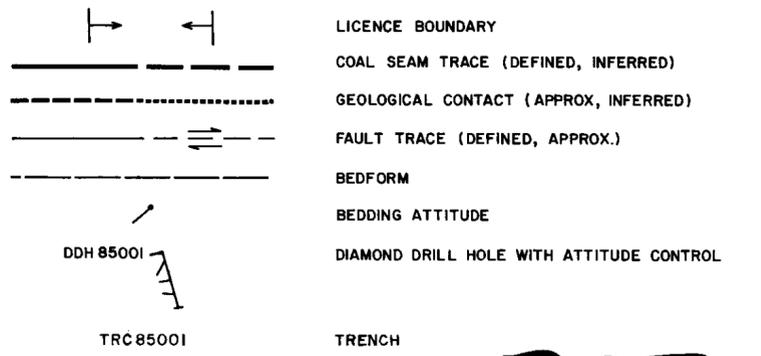 LICENCE BOUNDARY
COAL SEAM TRACE (DEFINED, INFERRED)
GEOLOGICAL CONTACT (APPROX, INFERRED)
FAULT TRACE (DEFINED, APPROX.)
BEDFORM
BEDDING ATTITUDE
DDH 85001 DIAMOND DRILL HOLE WITH ATTITUDE CONTROL
TRC 85001 TRENCH